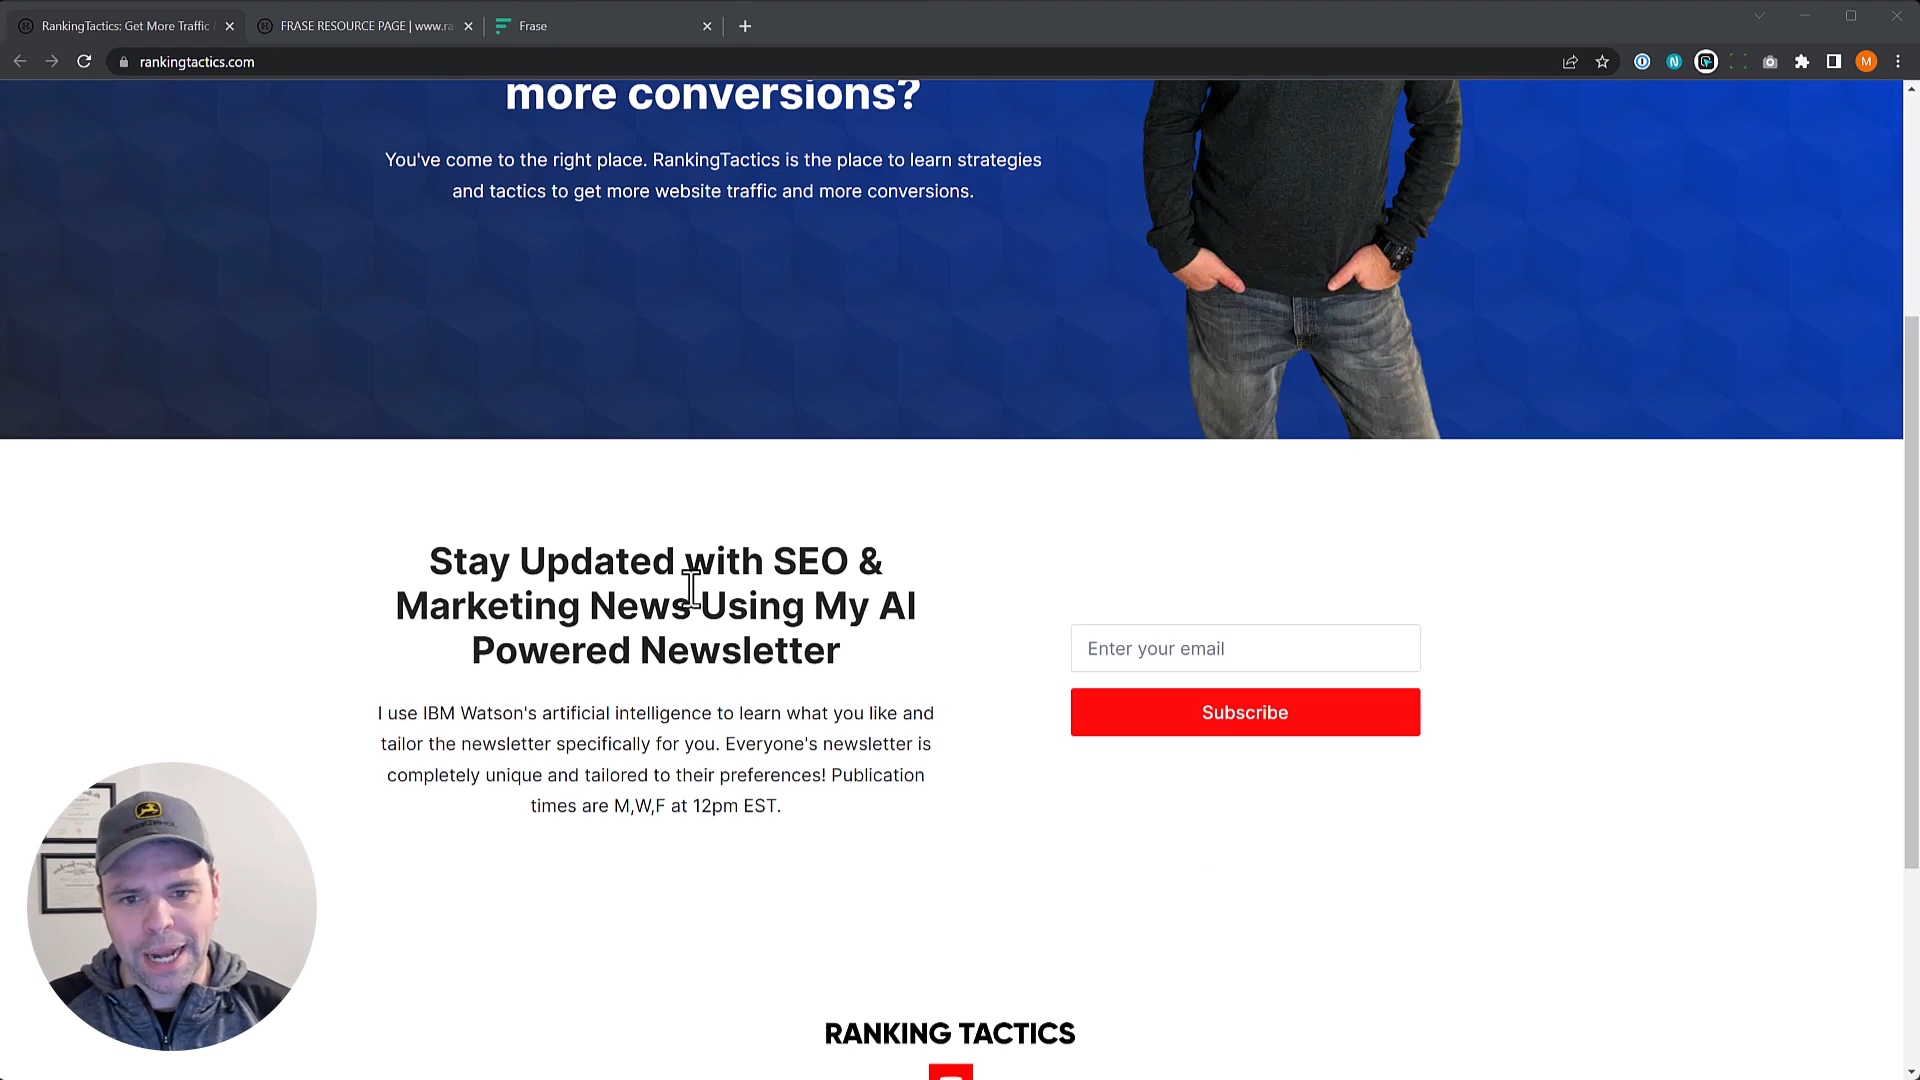 RankingTactics: Get More Traffic
FRASE RESOURCE PAGE | www.ra
Frase
rankingtactics.com
M
more conversions?
You've come to the right place. RankingTactics is the place to learn strategies
and tactics to get more website traffic and more conversions.
Stay Updated with SEO &
Marketing News Using My AI
Powered Newsletter
I use IBM Watson's artificial intelligence to learn what you like and
tailor the newsletter specifically for you. Everyone's newsletter is
completely unique and tailored to their preferences! Publication
times are M,W,F at 12pm EST.
Enter your email
Subscribe
RANKING TACTICS